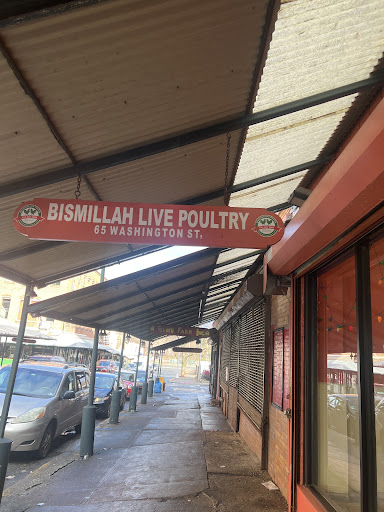 BISMILLAH LIVE POULTRY
65 WASHINGTON ST.